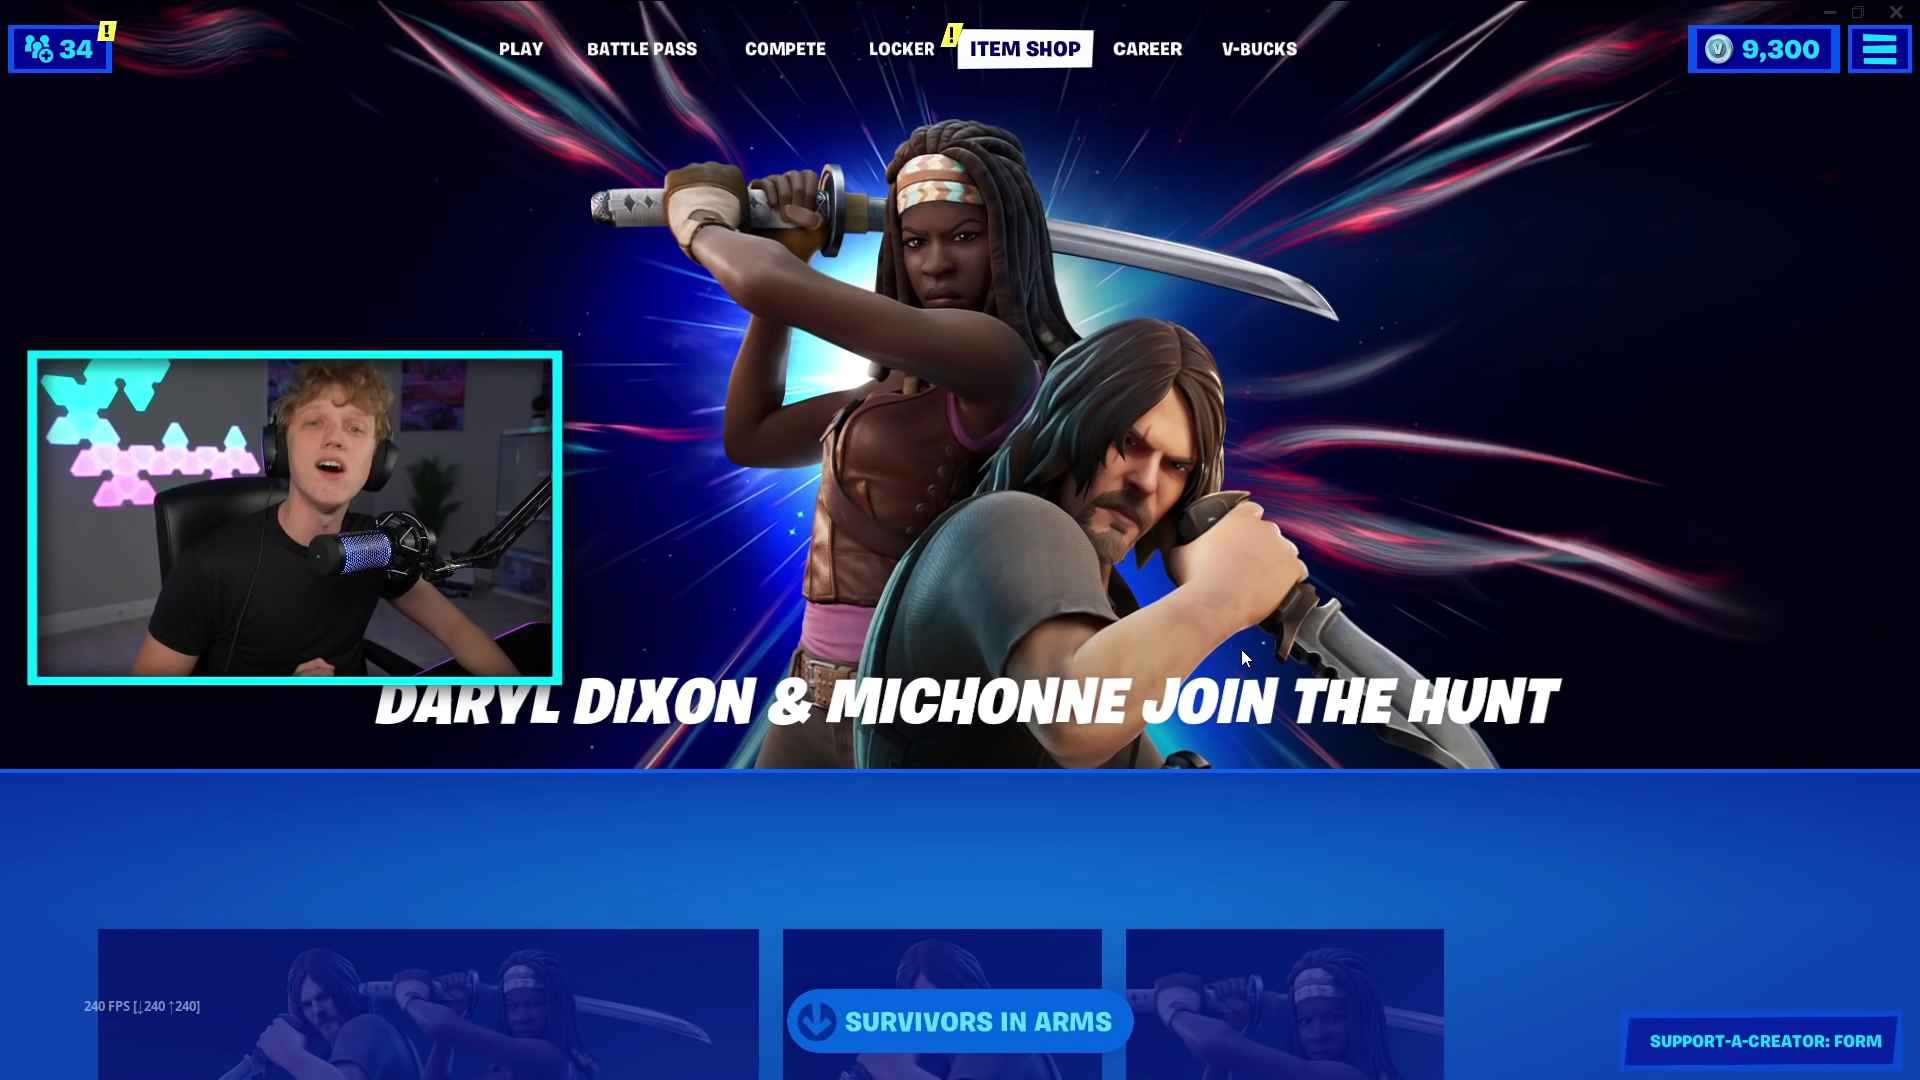 34
!
PLAY
BATTLE PASS
COMPETE
LOCKER
!
ITEM SHOP
CAREER
V-BUCKS
V
9,300
DARYL DIXON & MICHONNE JOIN THE HUNT
240 FPS [↓240 ↑240]
SURVIVORS IN ARMS
SUPPORT-A-CREATOR: FORM